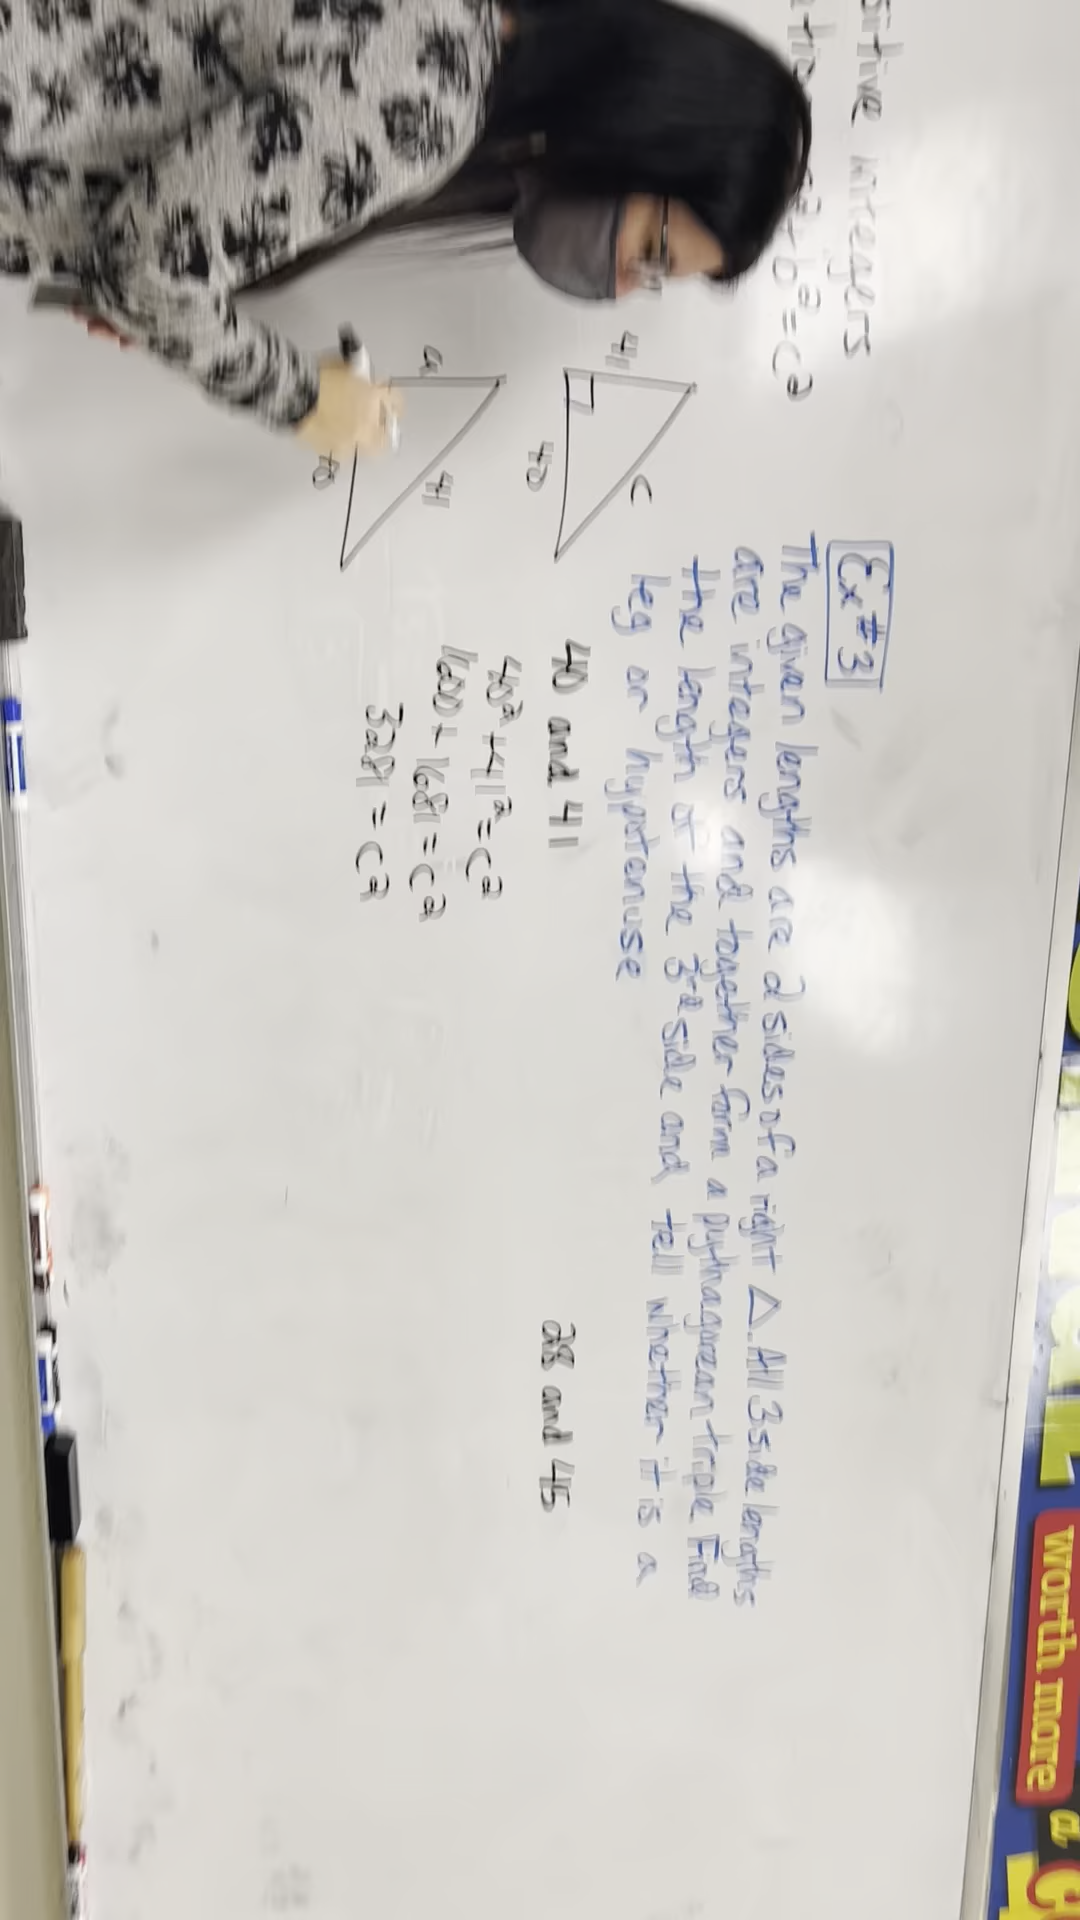 sitive integers
a² + b² = c²
Ex #3
The given lengths are 2 sides of a right △. All 3 side lengths
are integers and together form a pythagorean triple. Find
the length of the 3rd side and tell whether it is a
leg or hypotenuse
41
c
40
40 and 41
40² + 41² = c²
1600 + 1681 = c²
3281 = c²
28 and 45
a
41
40
worth more
a